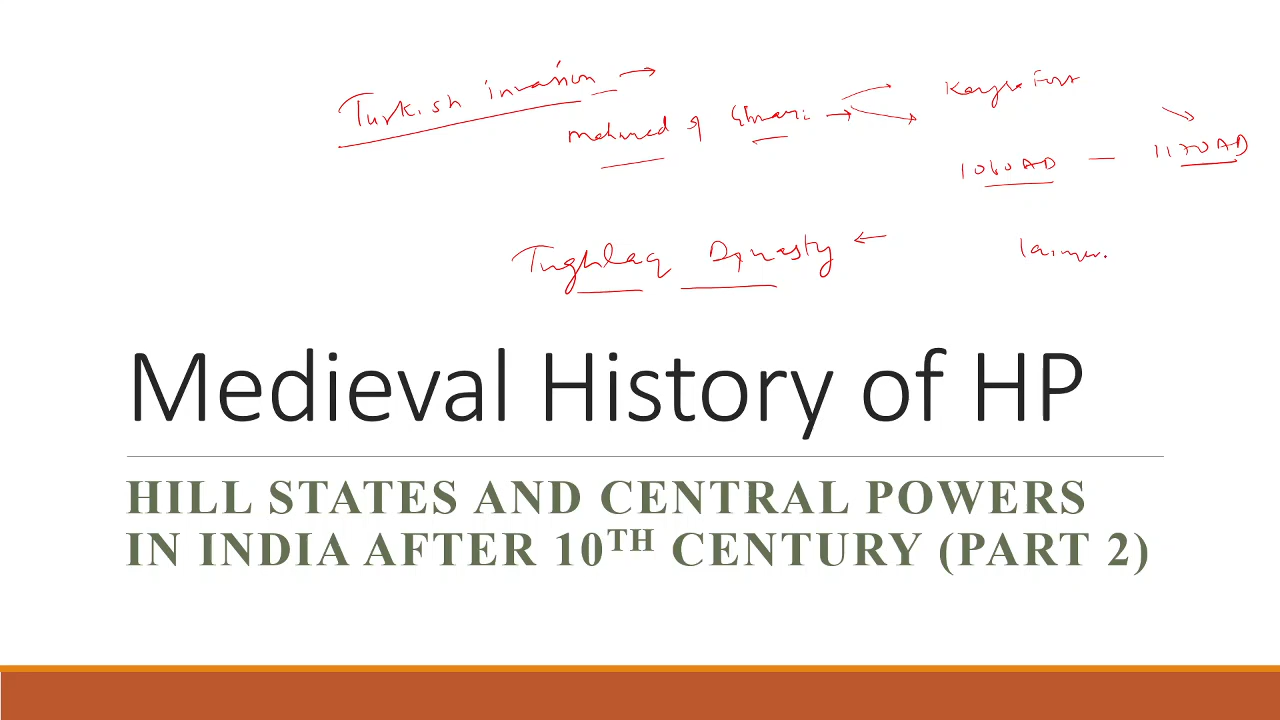 Turkish invasion
Kangra Fort
Mahmud of Ghazni
1060 AD — 1170 AD
Tughlaq Dynasty
Medieval History of HP
HILL STATES AND CENTRAL POWERS
IN INDIA AFTER 10TH CENTURY (PART 2)